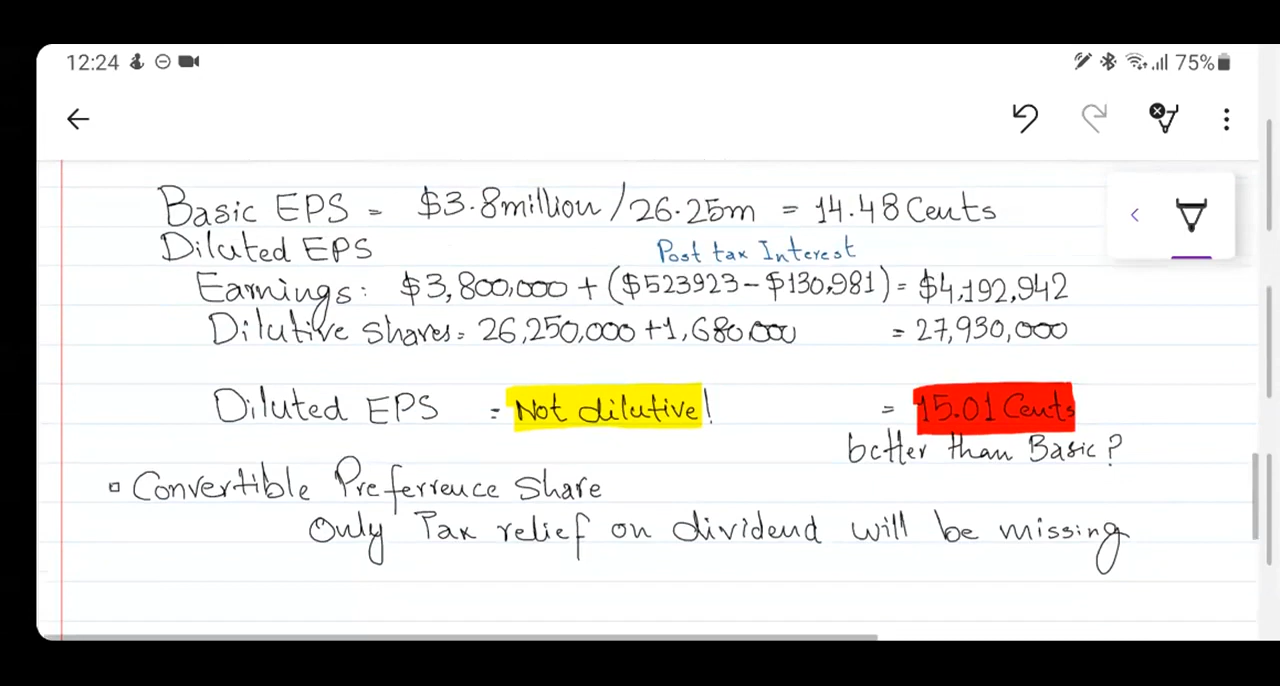 12:24
75%
Basic EPS = $3.8million/26.25m = 14.48 Cents
Diluted EPS
Post tax Interest
Earnings: $3,800,000 + ($523923 - $130,981) = $4,192,942
Dilutive Shares = 26,250,000 + 1,680000 = 27,930,000
Diluted EPS = Not dilutive! = 15.01 Cents
better than Basic?
Convertible Preferrence Share
Only Tax relief on dividend will be missing